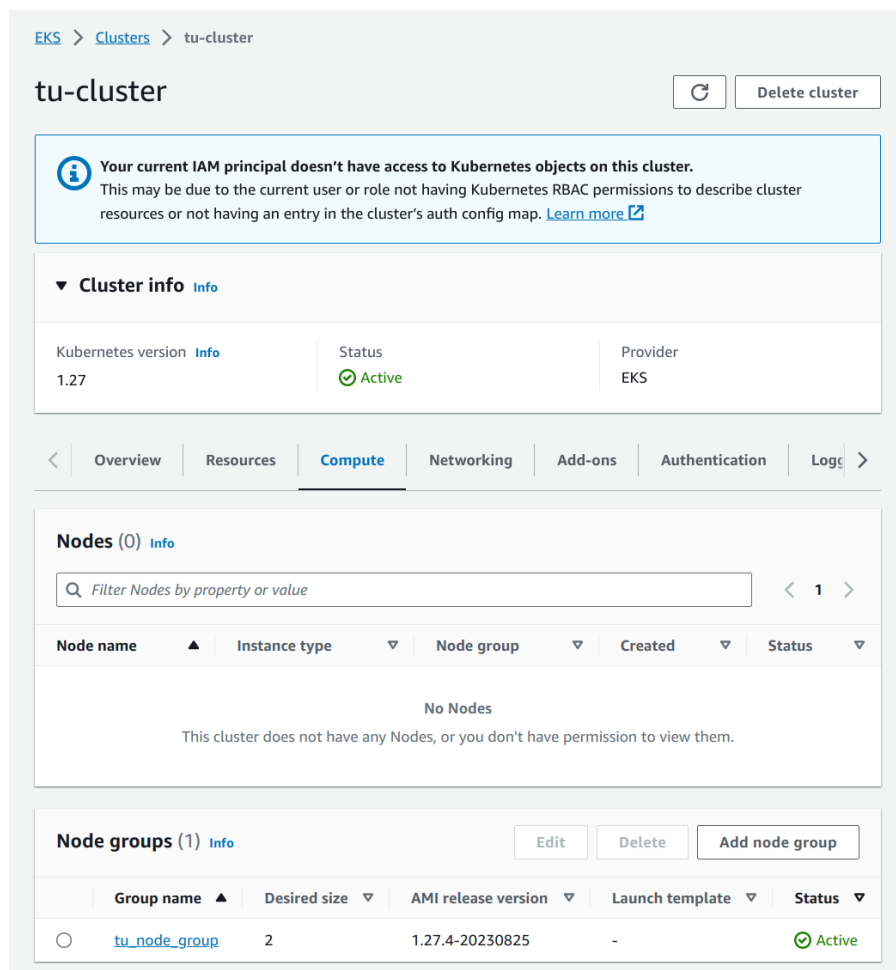 EKS > Clusters > tu-cluster
tu-cluster
Delete cluster
Your current IAM principal doesn't have access to Kubernetes objects on this cluster.
This may be due to the current user or role not having Kubernetes RBAC permissions to describe cluster
resources or not having an entry in the cluster's auth config map. Learn more
Cluster info Info
Kubernetes version Info
1.27
Status
Active
Provider
EKS
Overview Resources Compute Networking Add-ons Authentication Logg
Nodes (0) Info
Filter Nodes by property or value
1
Node name Instance type Node group Created Status
No Nodes
This cluster does not have any Nodes, or you don't have permission to view them.
Node groups (1) Info
Edit Delete Add node group
Group name Desired size AMI release version Launch template Status
tu_node_group 2 1.27.4-20230825 - Active